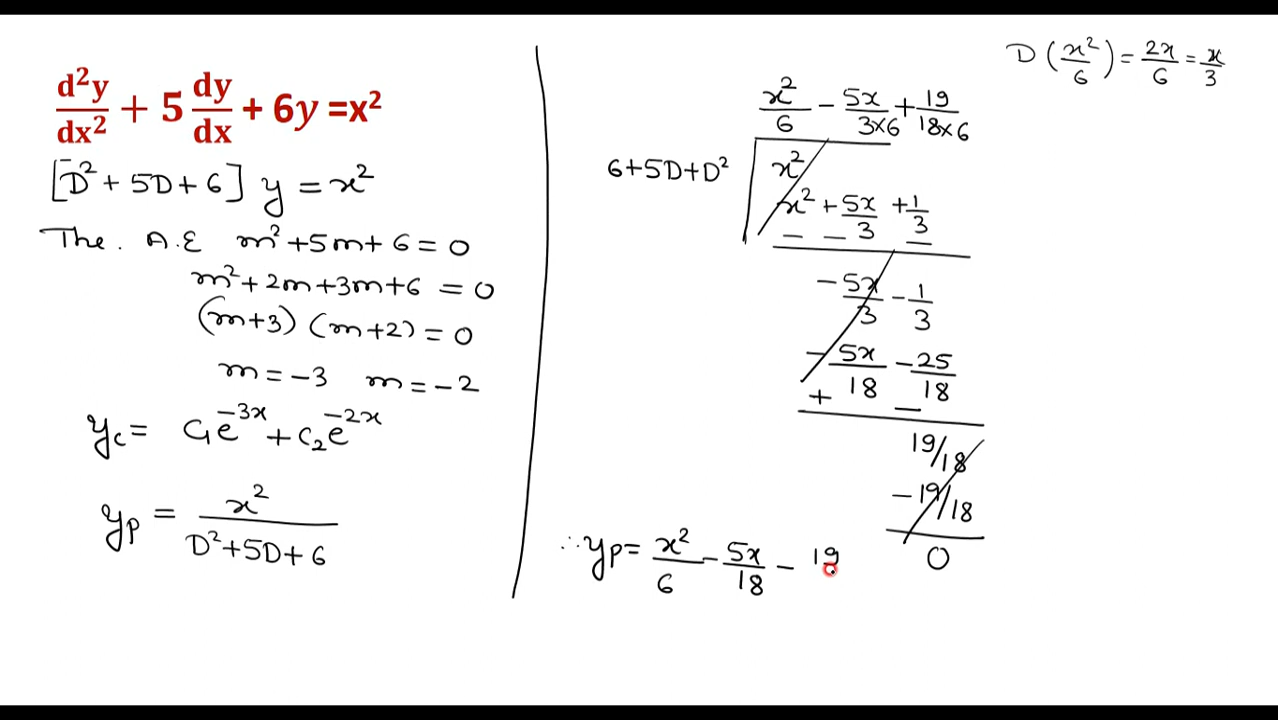 d²y/dx² + 5 dy/dx + 6y =x²
[D² + 5D + 6] y = x²
The. A.E m² + 5m + 6 = 0
m² + 2m + 3m + 6 = 0
(m+3) (m+2) = 0
m = -3 m = -2
y_c = C₁e^-3x + C₂e^-2x
y_p = x² / D² + 5D + 6
D (x²/6) = 2x/6 = x/3
x²/6 - 5x/3×6 + 19/18×6
6+5D+D² x²
x² + 5x/3 + 1/3
- - -
- 5x/3 - 1/3
- 5x/18 - 25/18
+ -
19/18
- 19/18
0
∴ y_p = x²/6 - 5x/18 - 19